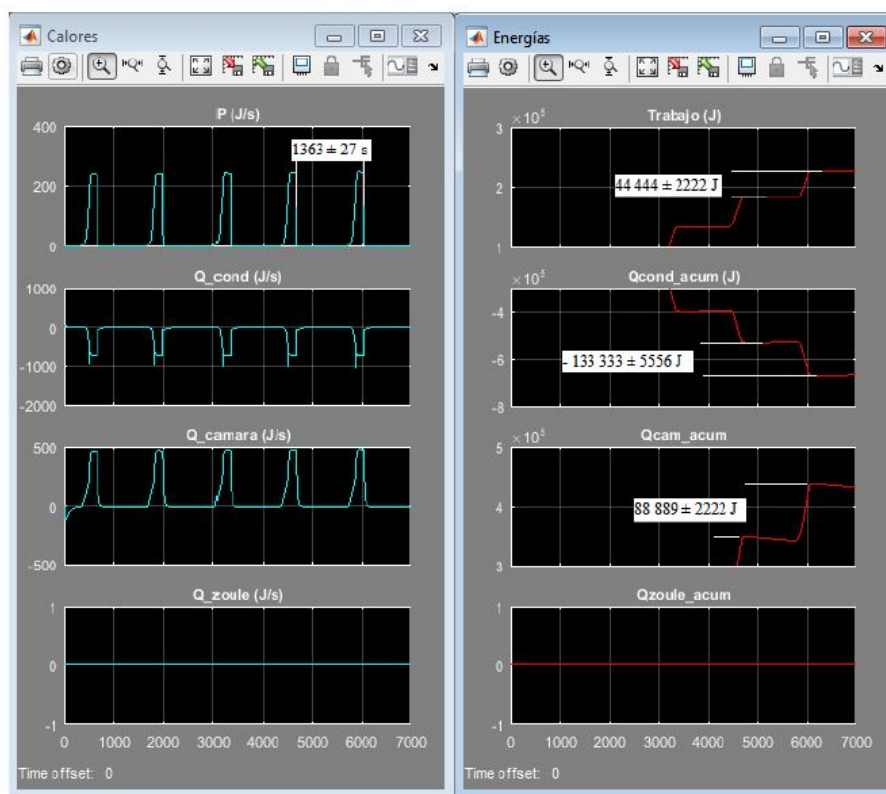 Calores
P (J/s)
400
200
0
1363 ± 27 s
Q_cond (J/s)
1000
0
-1000
-2000
Q_camara (J/s)
500
0
-500
Q_zoule (J/s)
1
0
-1
0 1000 2000 3000 4000 5000 6000 7000
Time offset: 0
Energías
× 10⁵
Trabajo (J)
3
2
1
44 444 ± 2222 J
× 10⁵
Qcond_acum (J)
-4
-6
-8
- 133 333 ± 5556 J
× 10⁵
Qcam_acum
5
4
3
88 889 ± 2222 J
Qzoule_acum
1
0
-1
0 1000 2000 3000 4000 5000 6000 7000
Time offset: 0